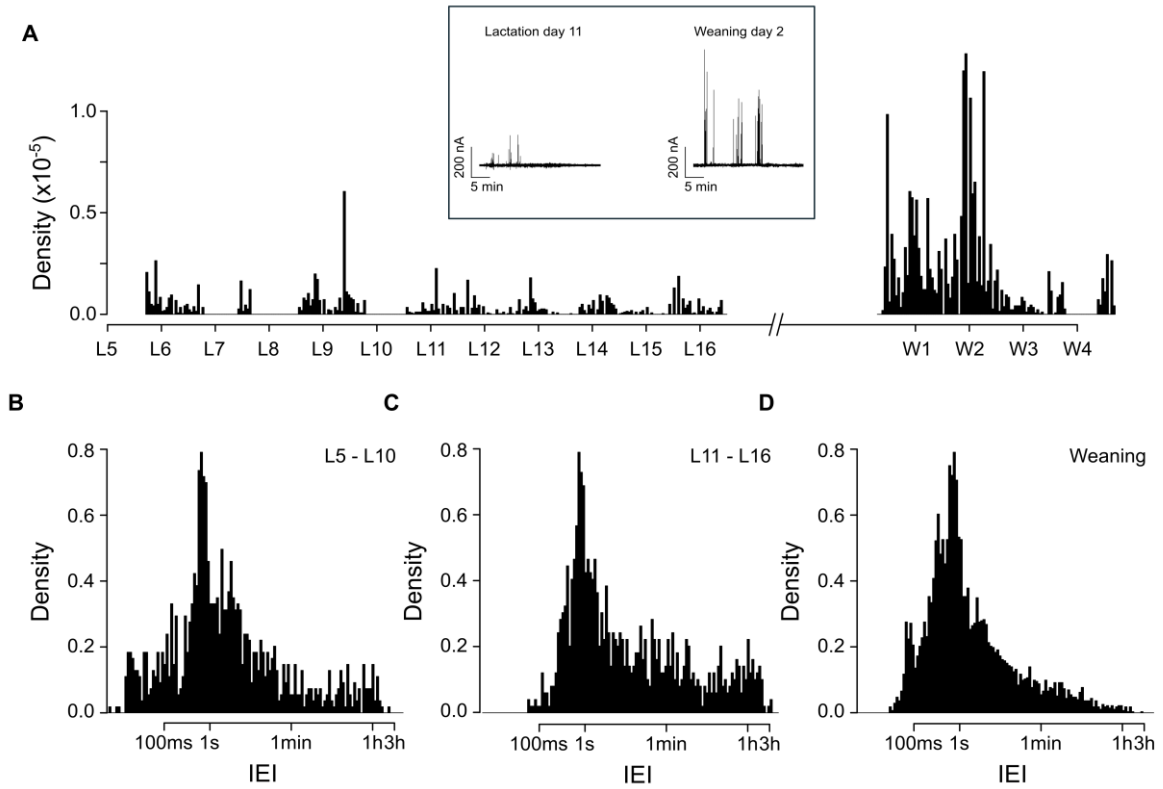 A
Lactation day 11
Weaning day 2
200 nA
5 min
200 nA
5 min
Density (x10-5)
1.0
0.5
0.0
L5 L6 L7 L8 L9 L10 L11 L12 L13 L14 L15 L16 // W1 W2 W3 W4
B
L5 - L10
Density
0.8
0.6
0.4
0.2
0.0
100ms 1s 1min 1h3h
IEI
C
L11 - L16
Density
0.8
0.6
0.4
0.2
0.0
100ms 1s 1min 1h3h
IEI
D
Weaning
Density
0.8
0.6
0.4
0.2
0.0
100ms 1s 1min 1h3h
IEI